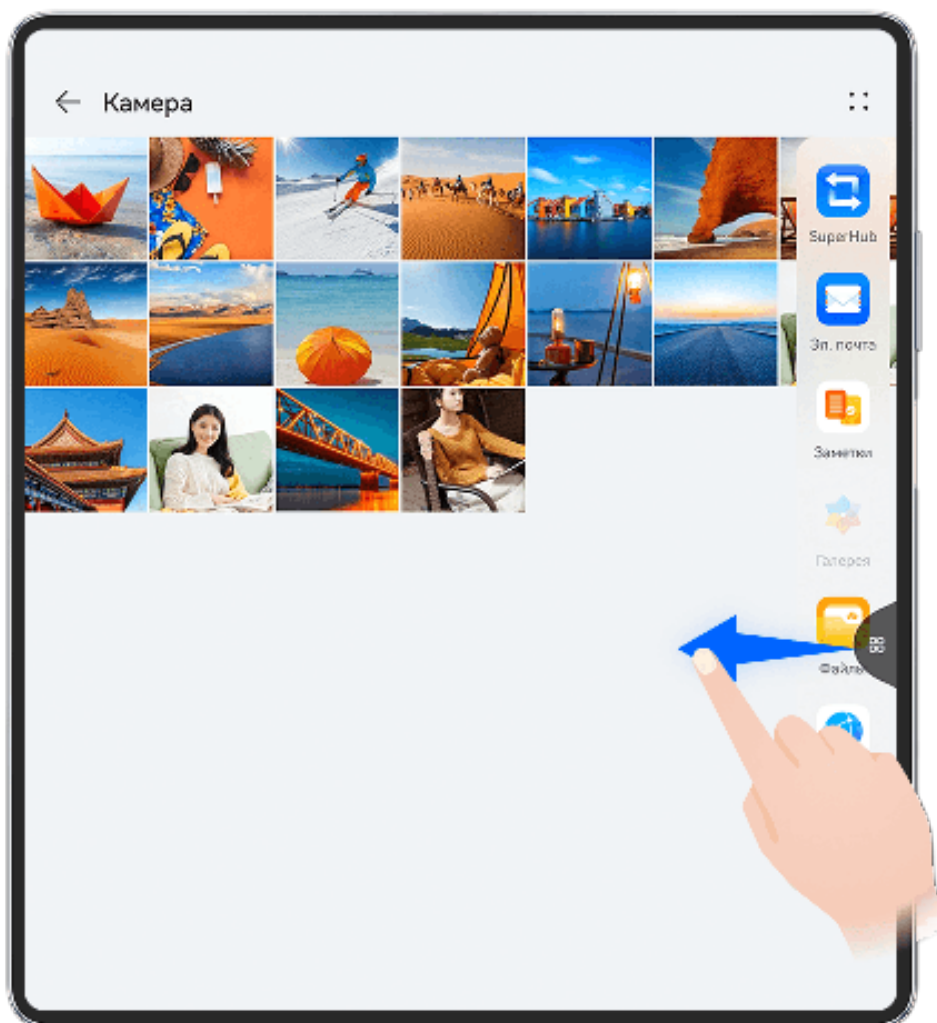 Камера
SuperHub
Эл. почта
Заметки
Галерея
Файлы